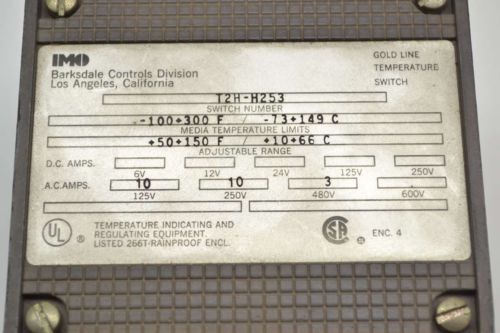 IMO
Barksdale Controls Division
Los Angeles, California
GOLD LINE
TEMPERATURE
SWITCH
T2H-H253
SWITCH NUMBER
-100+300 F / -73+149 C
MEDIA TEMPERATURE LIMITS
+50+150 F / +10+66 C
ADJUSTABLE RANGE
D.C. AMPS.
6V 12V 24V 125V 250V
A.C. AMPS. 10 10 3
125V 250V 480V 600V
UL ®
TEMPERATURE INDICATING AND
REGULATING EQUIPMENT.
LISTED 266T-RAINPROOF ENCL.
SA ®
ENC. 4